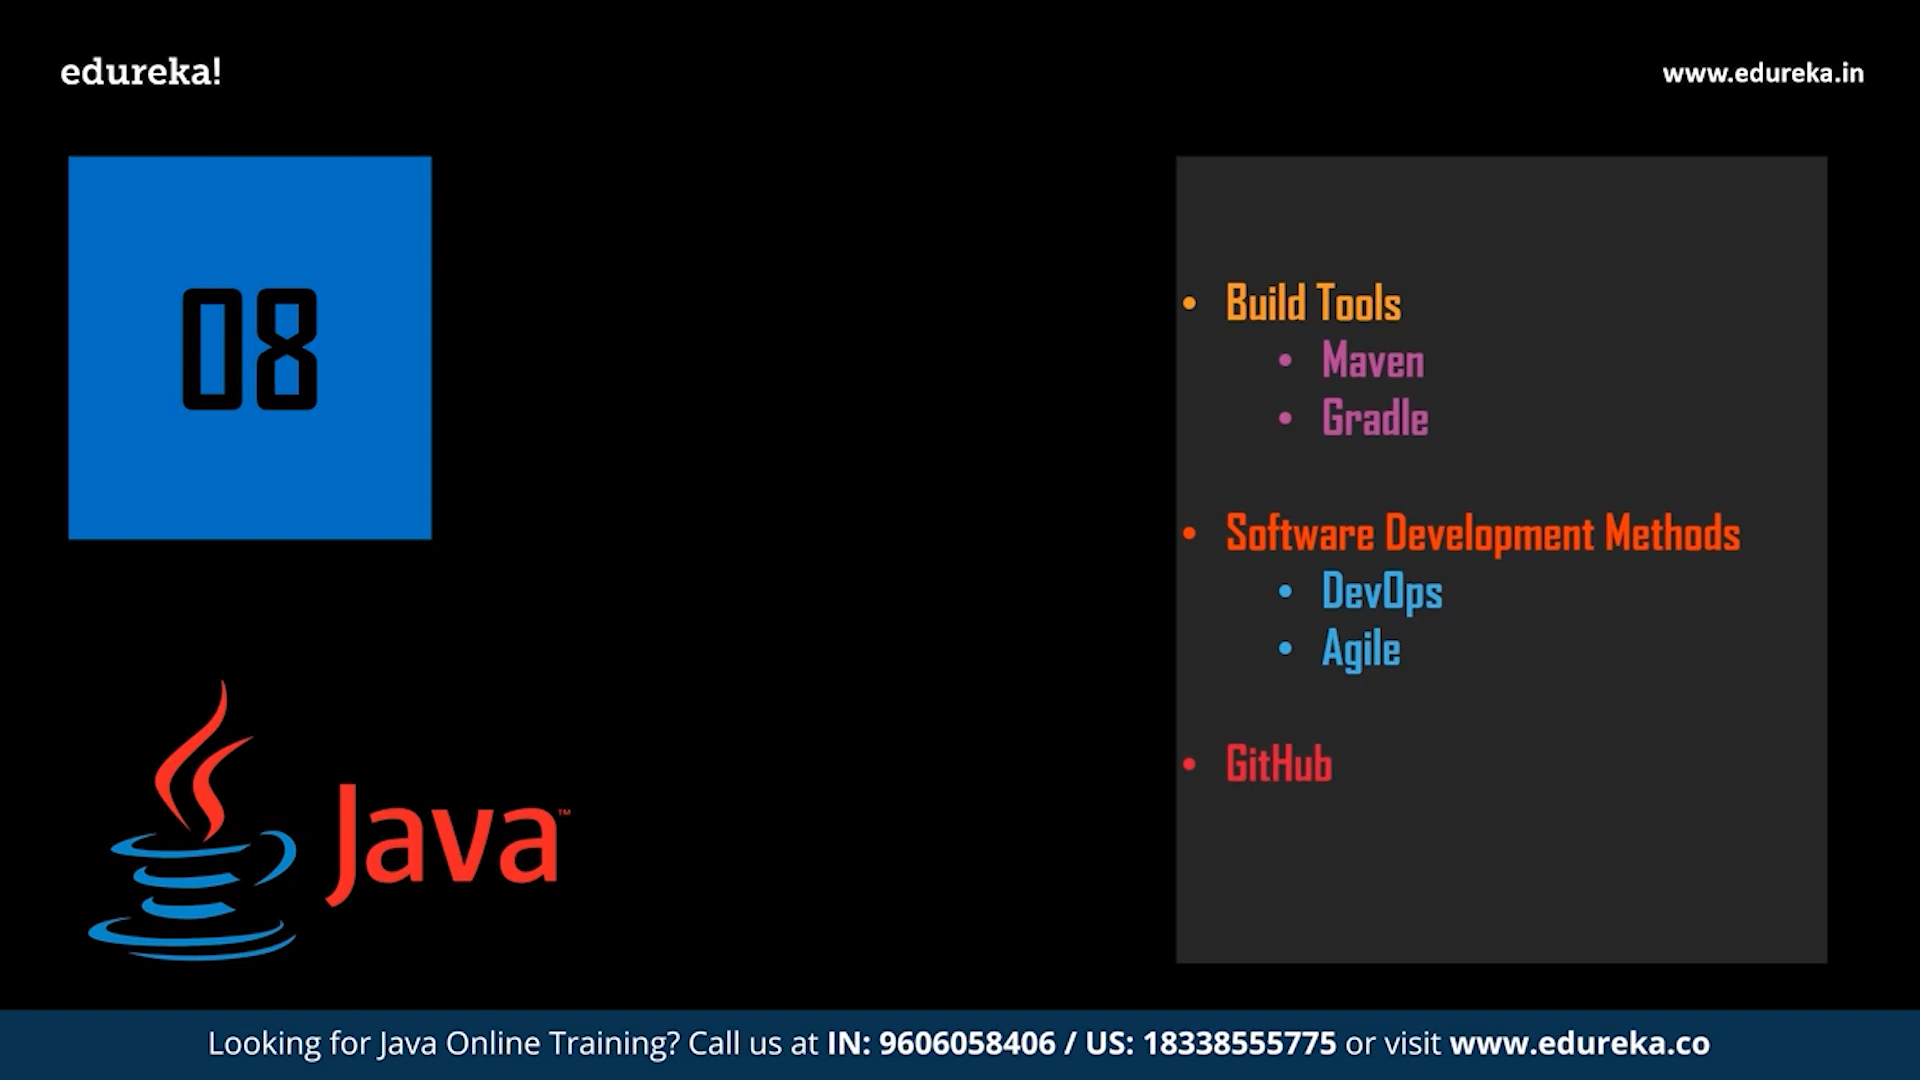 edureka!
www.edureka.in
08
• Build Tools
• Maven
• Gradle
• Software Development Methods
• DevOps
• Agile
• GitHub
Java™
Looking for Java Online Training? Call us at IN: 9606058406 / US: 18338555775 or visit www.edureka.co